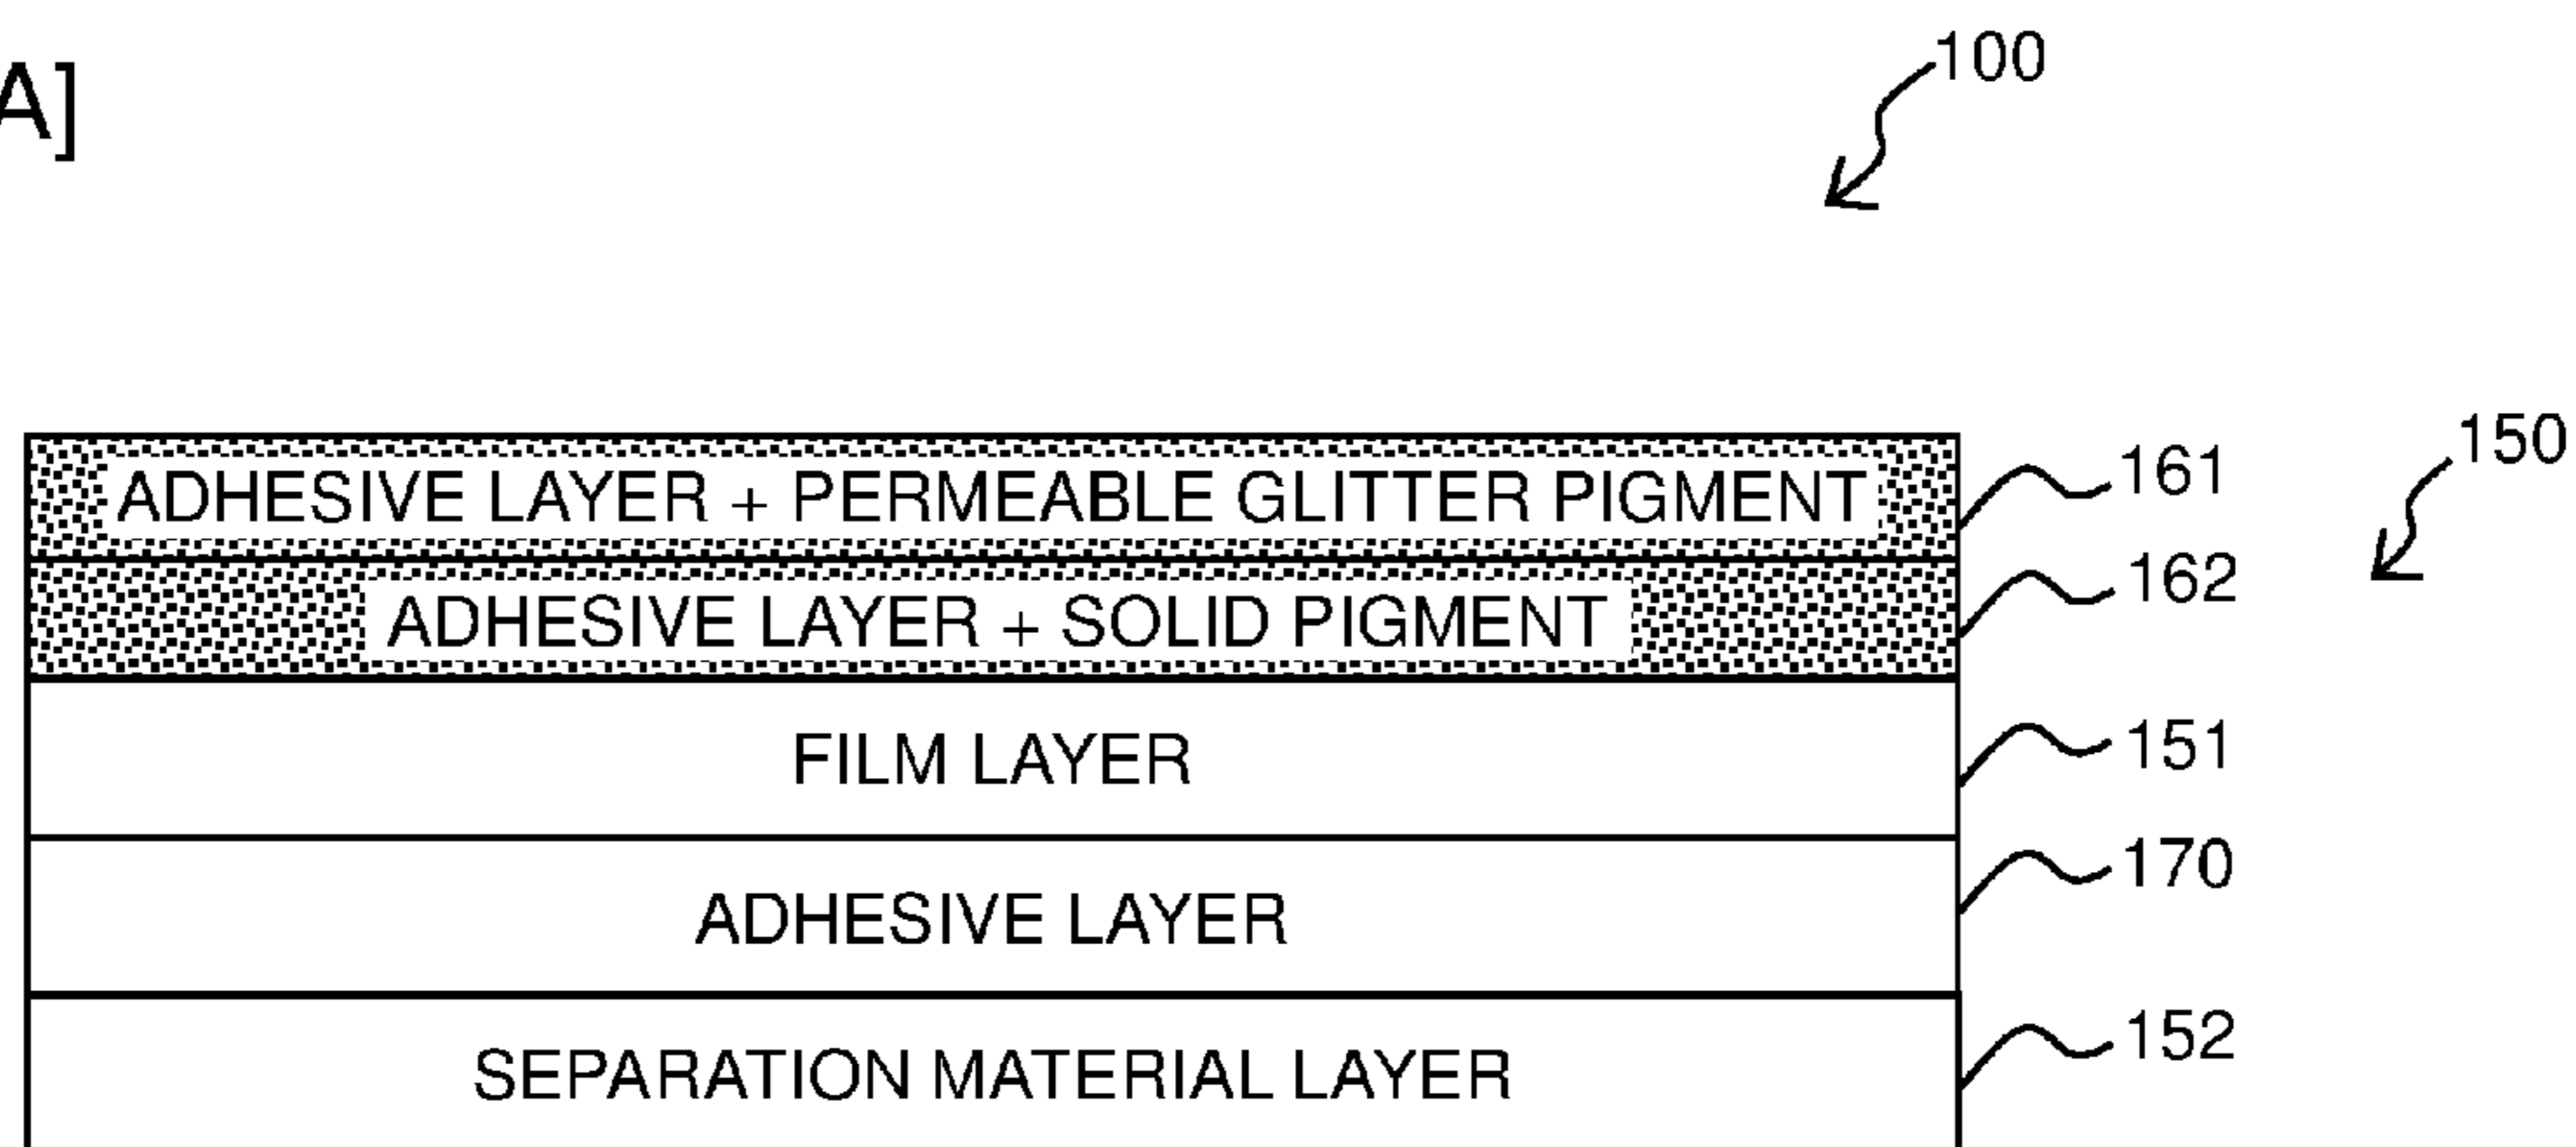 A]
100
150
ADHESIVE LAYER + PERMEABLE GLITTER PIGMENT 161
ADHESIVE LAYER + SOLID PIGMENT 162
FILM LAYER 151
ADHESIVE LAYER 170
SEPARATION MATERIAL LAYER 152